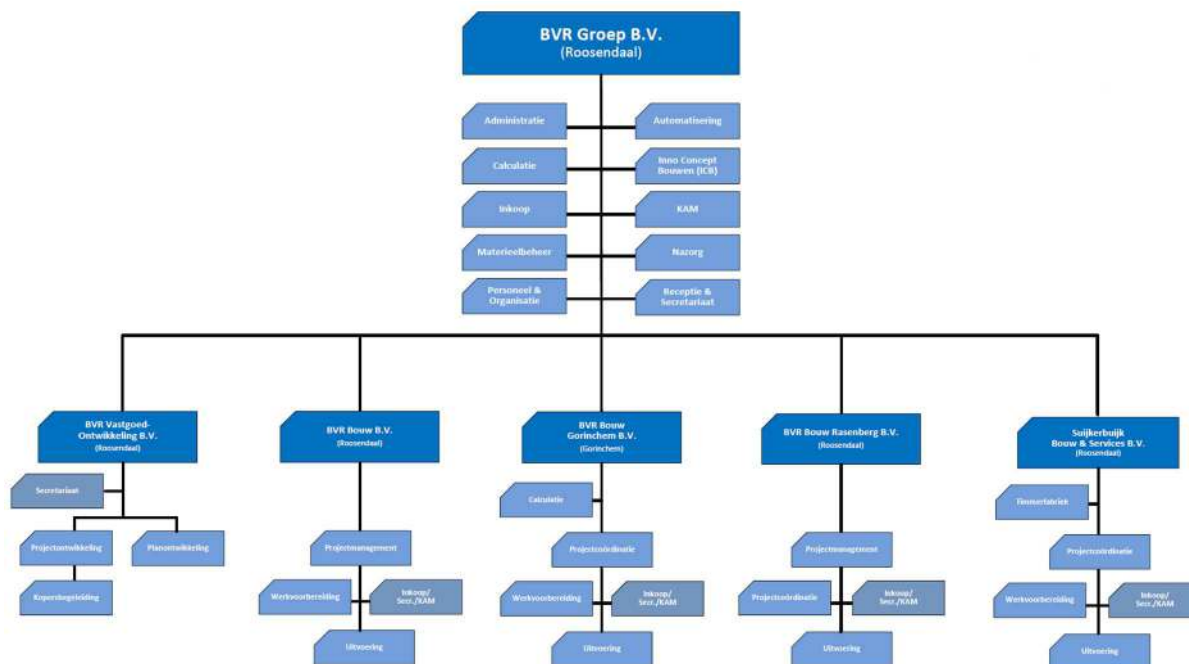 BVR Groep B.V.
(Roosendaal)
Administratie
Automatisering
Calculatie
Inno Concept
Bouwen (ICB)
Inkoop
KAM
Materieelbeheer
Nazorg
Personeel &
Organisatie
Receptie &
Secretariaat
BVR Vastgoed-
Ontwikkeling B.V.
(Roosendaal)
BVR Bouw B.V.
(Roosendaal)
BVR Bouw
Gorinchem B.V.
(Gorinchem)
BVR Bouw Rasenberg B.V.
(Roosendaal)
Suijkerbuijk
Bouw & Services B.V.
(Roosendaal)
Secretariaat
Calculatie
Timmerfabriek
Projectontwikkeling
Planontwikkeling
Projectmanagement
Projectcoördinatie
Projectmanagement
Projectcoördinatie
Kopersbegeleiding
Werkvoorbereiding
Inkoop/
Secr./KAM
Werkvoorbereiding
Inkoop/
Secr./KAM
Projectcoördinatie
Inkoop/
Secr./KAM
Werkvoorbereiding
Inkoop/
Secr./KAM
Uitvoering
Uitvoering
Uitvoering
Uitvoering